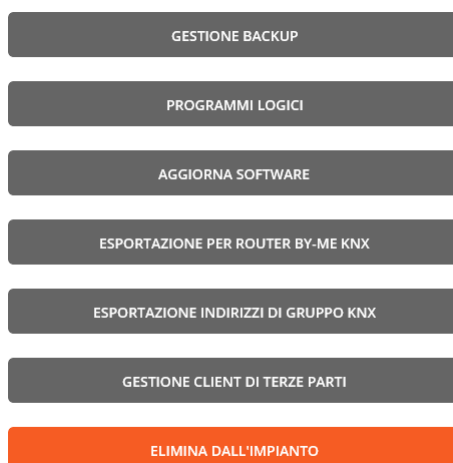 GESTIONE BACKUP
PROGRAMMI LOGICI
AGGIORNA SOFTWARE
ESPORTAZIONE PER ROUTER BY-ME KNX
ESPORTAZIONE INDIRIZZI DI GRUPPO KNX
GESTIONE CLIENT DI TERZE PARTI
ELIMINA DALL'IMPIANTO